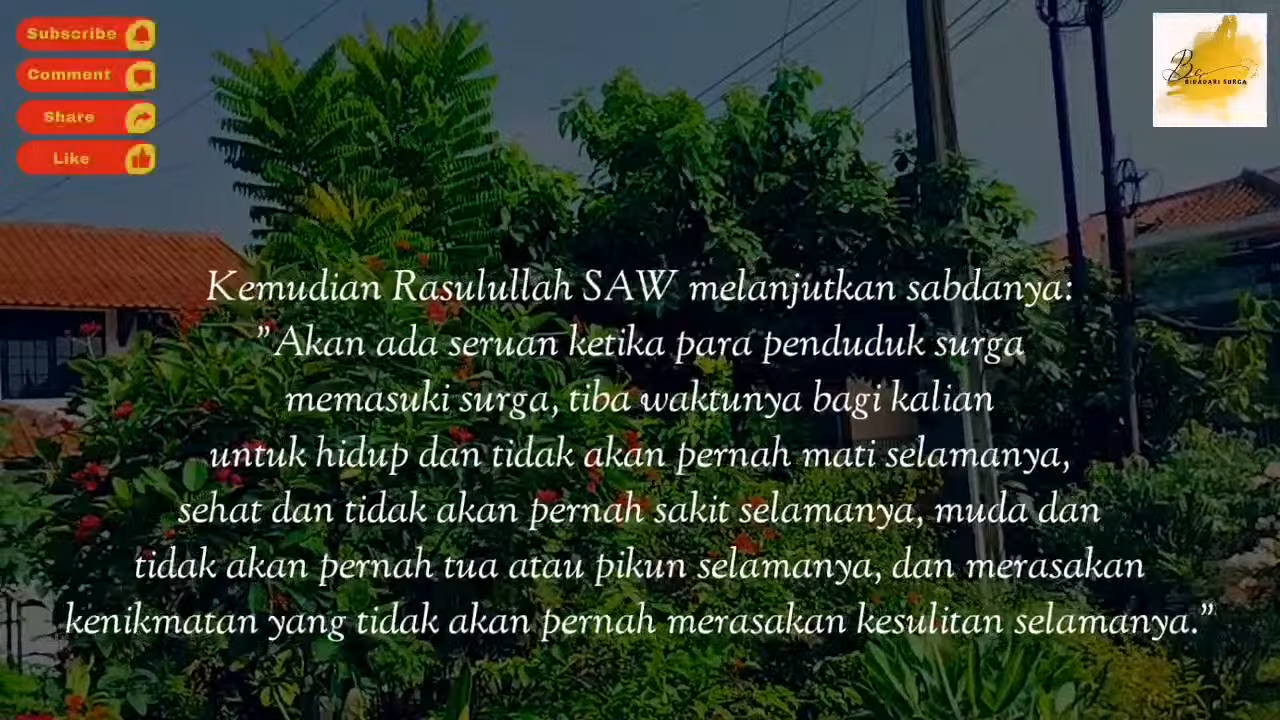 Subscribe
Comment
Share
Like
BIDADARI SURGA
Kemudian Rasulullah SAW melanjutkan sabdanya:
"Akan ada seruan ketika para penduduk surga
memasuki surga, tiba waktunya bagi kalian
untuk hidup dan tidak akan pernah mati selamanya,
sehat dan tidak akan pernah sakit selamanya, muda dan
tidak akan pernah tua atau pikun selamanya, dan merasakan
kenikmatan yang tidak akan pernah merasakan kesulitan selamanya."